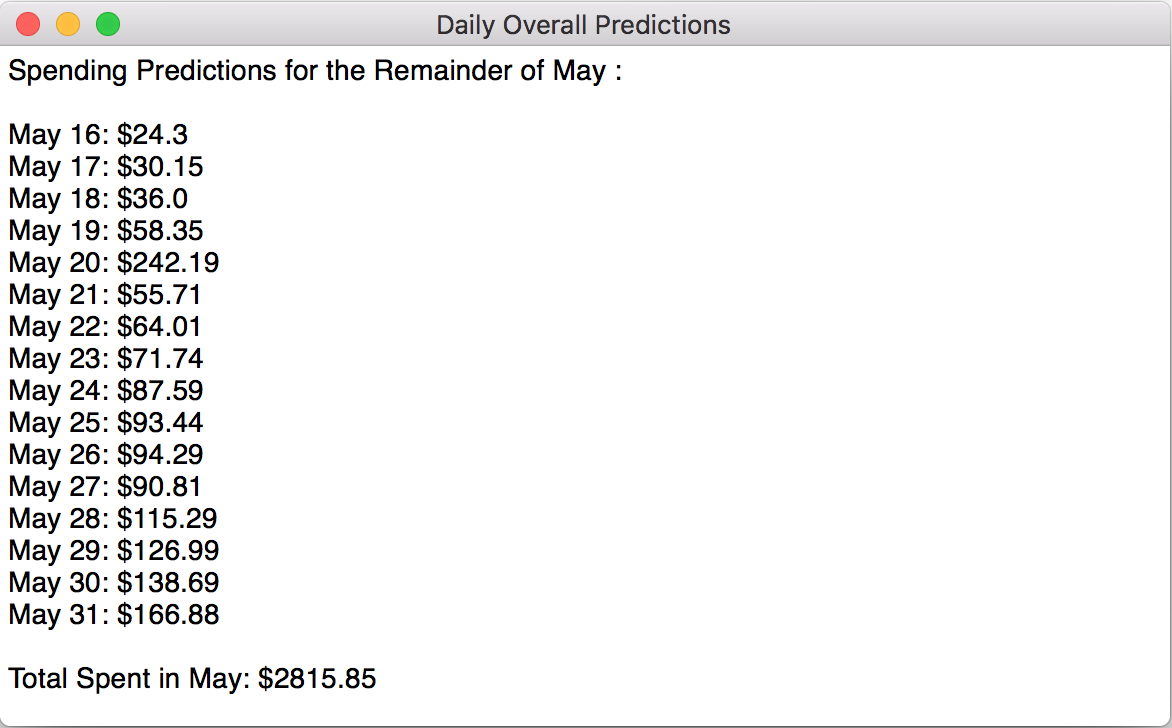 Daily Overall Predictions
Spending Predictions for the Remainder of May :
May 16: $24.3
May 17: $30.15
May 18: $36.0
May 19: $58.35
May 20: $242.19
May 21: $55.71
May 22: $64.01
May 23: $71.74
May 24: $87.59
May 25: $93.44
May 26: $94.29
May 27: $90.81
May 28: $115.29
May 29: $126.99
May 30: $138.69
May 31: $166.88
Total Spent in May: $2815.85